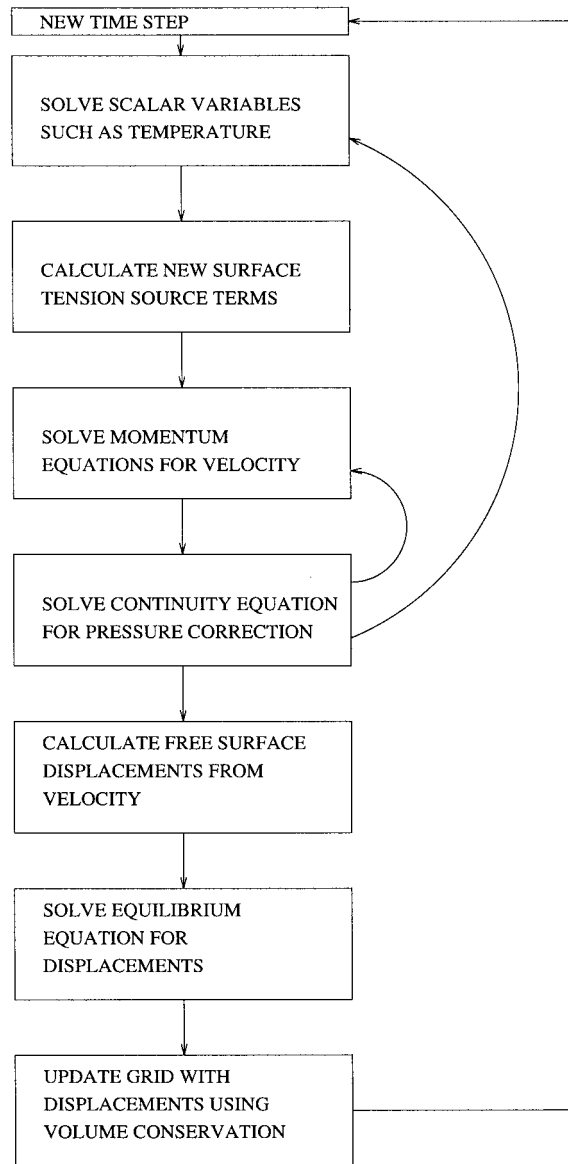 NEW TIME STEP
SOLVE SCALAR VARIABLES
SUCH AS TEMPERATURE
CALCULATE NEW SURFACE
TENSION SOURCE TERMS
SOLVE MOMENTUM
EQUATIONS FOR VELOCITY
SOLVE CONTINUITY EQUATION
FOR PRESSURE CORRECTION
CALCULATE FREE SURFACE
DISPLACEMENTS FROM
VELOCITY
SOLVE EQUILIBRIUM
EQUATION FOR
DISPLACEMENTS
UPDATE GRID WITH
DISPLACEMENTS USING
VOLUME CONSERVATION